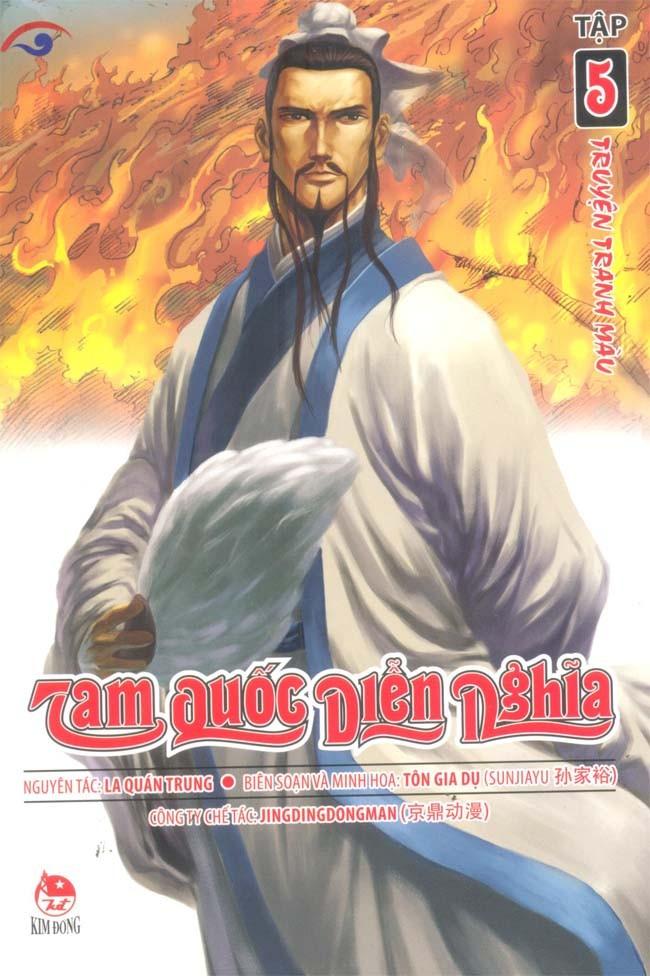 TẬP
5
TRUYỆN TRANH MÀU
Tam Quốc Diễn Nghĩa
NGUYÊN TÁC: LA QUÁN TRUNG ● BIÊN SOẠN VÀ MINH HOẠ: TÔN GIA DỤ (SUNJIAYU 孙家裕)
CÔNG TY CHẾ TÁC: JINGDINGDONGMAN (京鼎动漫)
KIM ĐỒNG